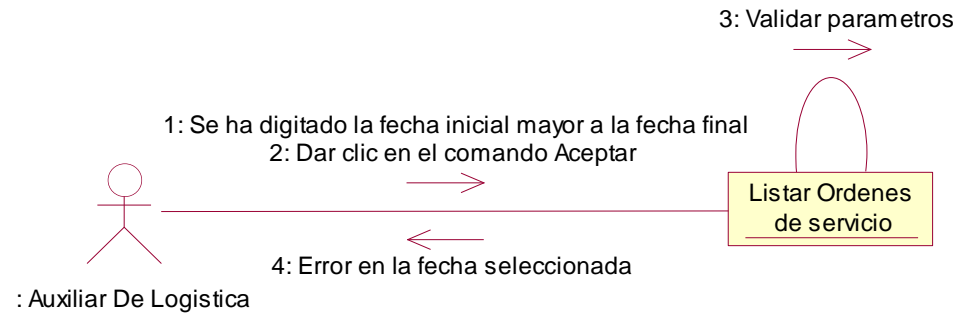 3: Validar parametros
1: Se ha digitado la fecha inicial mayor a la fecha final
2: Dar clic en el comando Aceptar
Listar Ordenes
de servicio
4: Error en la fecha seleccionada
: Auxiliar De Logistica